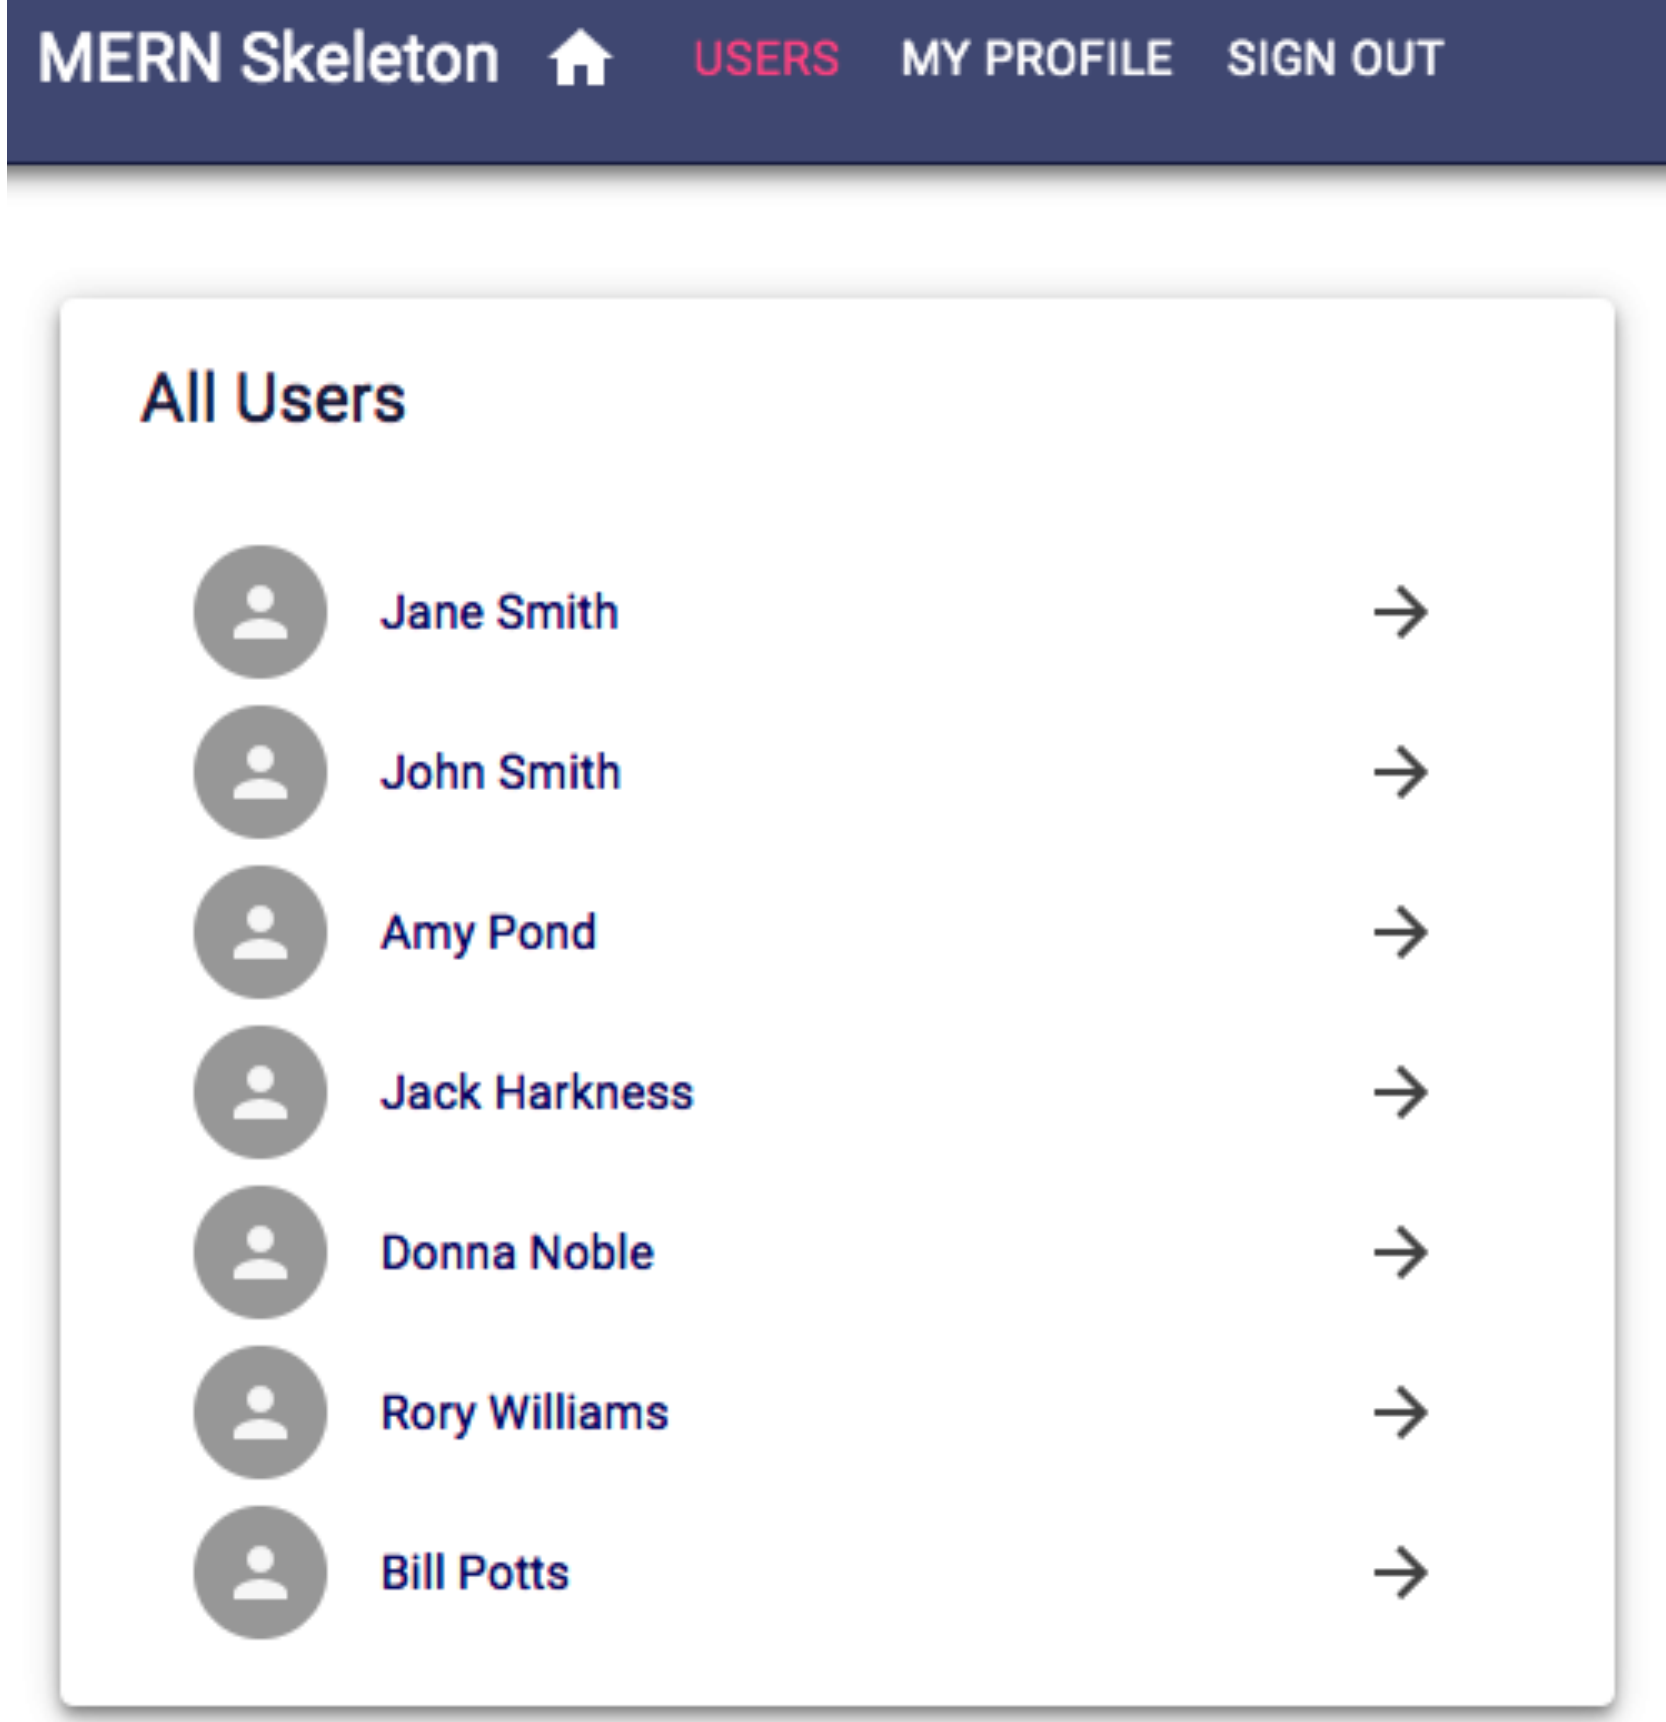 MERN Skeleton USERS MY PROFILE SIGN OUT
All Users
Jane Smith
John Smith
Amy Pond
Jack Harkness
Donna Noble
Rory Williams
Bill Potts